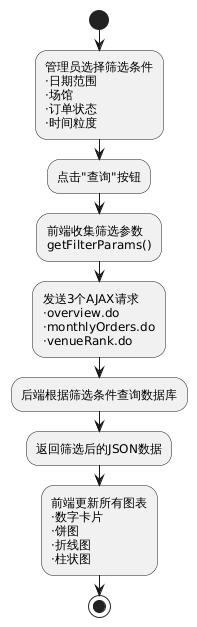 管理员选择筛选条件
·日期范围
·场馆
·订单状态
·时间粒度
点击"查询"按钮
前端收集筛选参数
getFilterParams()
发送3个AJAX请求
·overview.do
·monthlyOrders.do
·venueRank.do
后端根据筛选条件查询数据库
返回筛选后的JSON数据
前端更新所有图表
·数字卡片
·饼图
·折线图
·柱状图